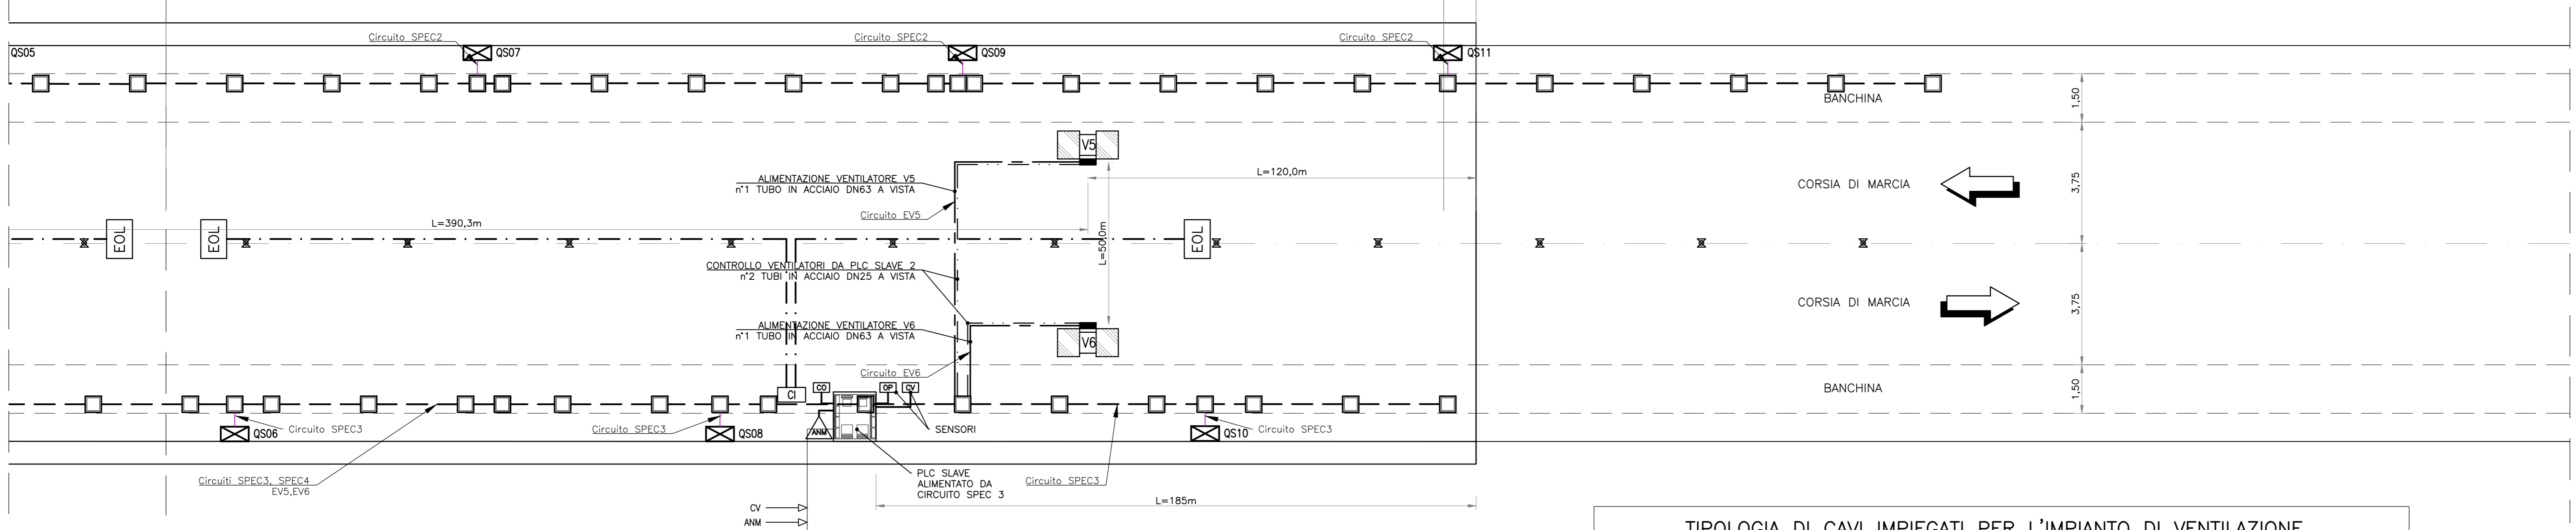 Circuito SPEC2
Circuito SPEC2
Circuito SPEC2
QS05
QS07
QS09
QS11
BANCHINA
1,50
V5
L=120,0m
ALIMENTAZIONE VENTILATORE V5
n°1 TUBO IN ACCIAIO DN63 A VISTA
CORSIA DI MARCIA
3,75
Circuito EV5
L=390,3m
EOL
EOL
EOL
L=50,0m
CONTROLLO VENTILATORI DA PLC SLAVE 2
n°2 TUBI IN ACCIAIO DN25 A VISTA
CORSIA DI MARCIA
3,75
ALIMENTAZIONE VENTILATORE V6
n°1 TUBO IN ACCIAIO DN63 A VISTA
V6
Circuito EV6
CI
CO
OP
CV
BANCHINA
1,50
QS06
Circuito SPEC3
Circuito SPEC3
QS08
ANM
SENSORI
QS10
Circuito SPEC3
Circuiti SPEC3, SPEC4
EV5,EV6
PLC SLAVE
ALIMENTATO DA
CIRCUITO SPEC 3
Circuito SPEC3
L=185m
CV
ANM
TIPOLOGIA DI CAVI IMPIEGATI PER L'IMPIANTO DI VENTILAZIONE